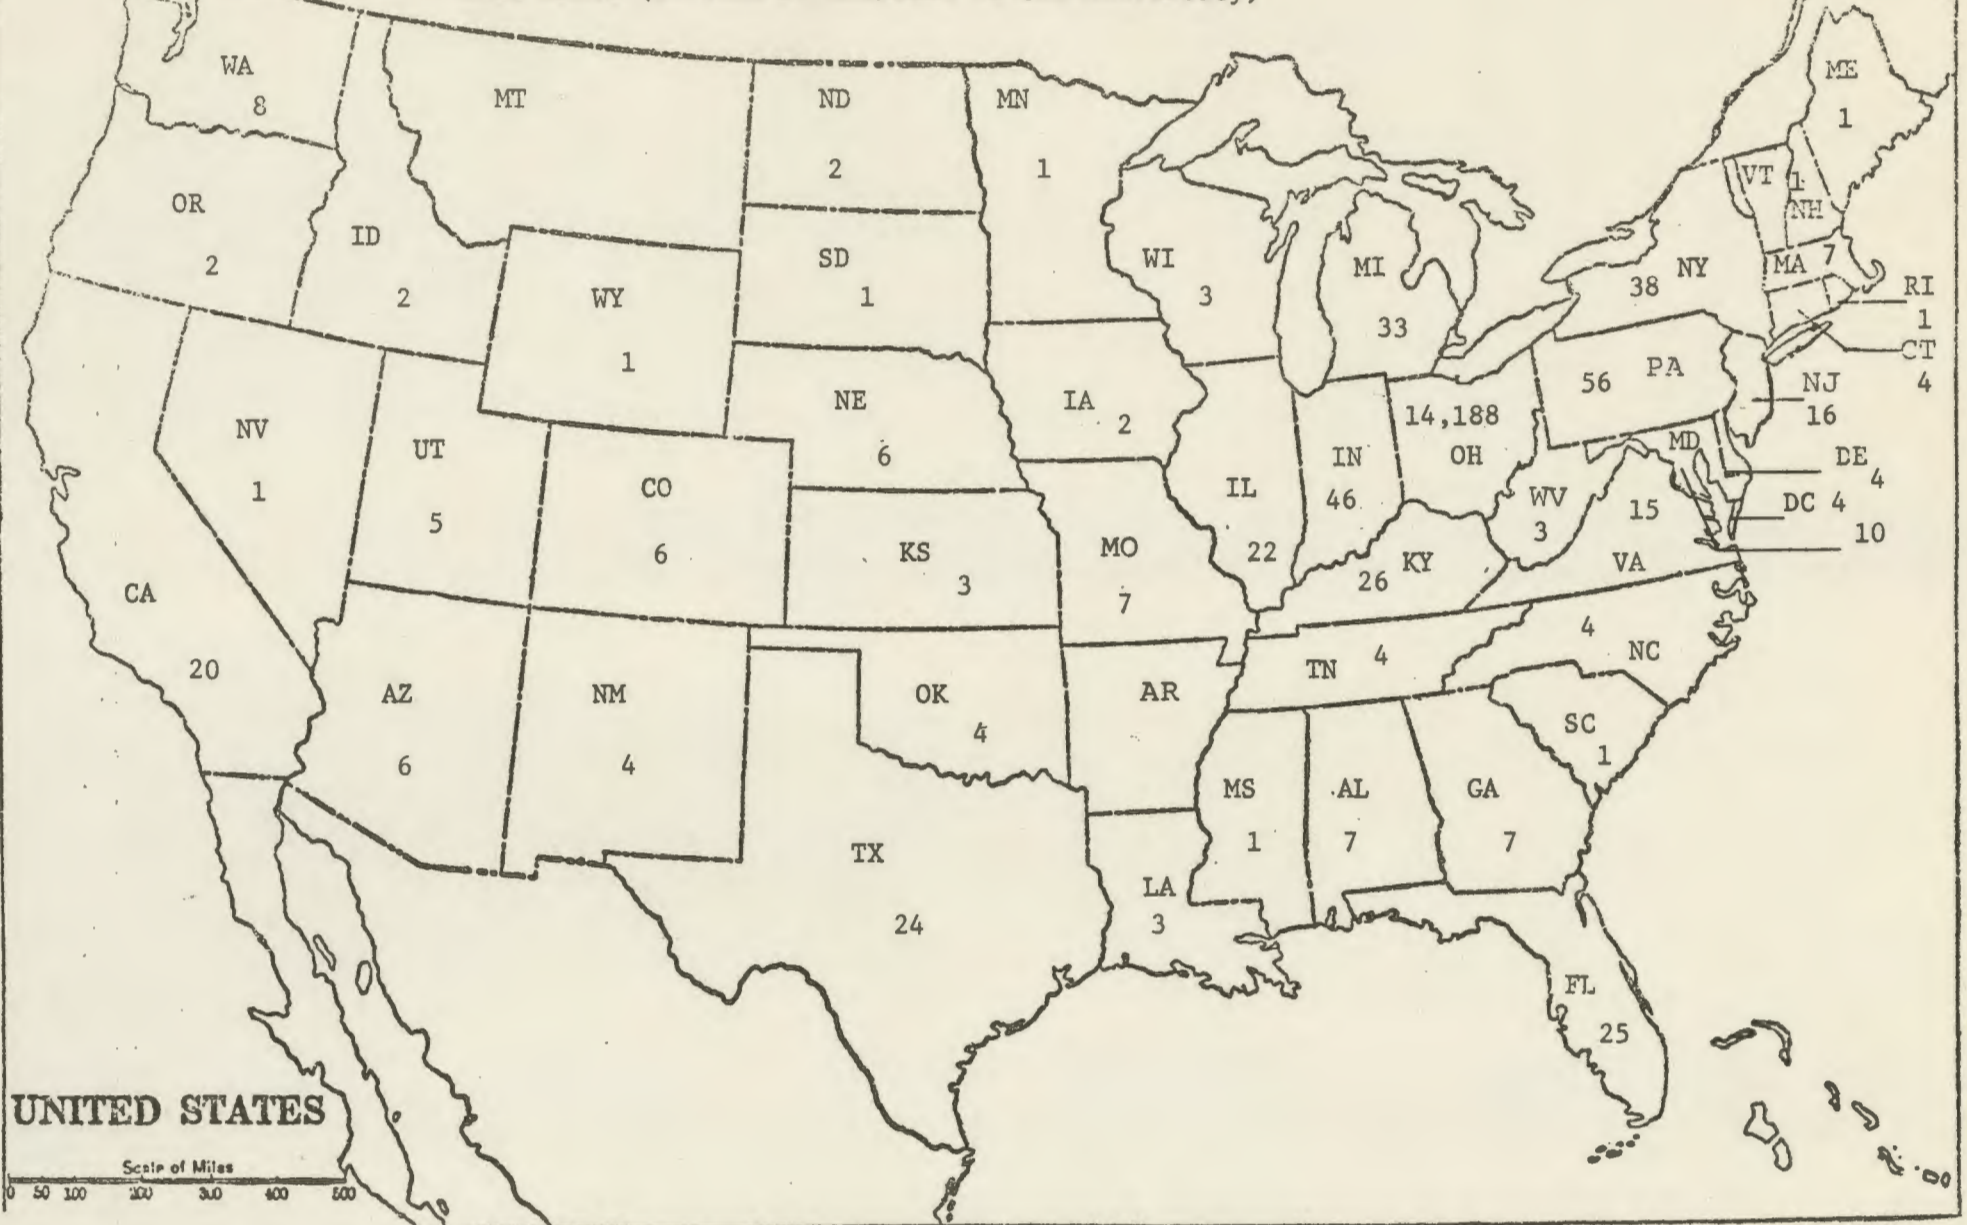 WA
8
MT
ND
2
MN
1
ME
1
OR
2
ID
2
WY
1
SD
1
WI
3
MI
33
VT
1
NH
MA 7
38 NY
RI
1
CT
4
NV
1
UT
5
CO
6
NE
6
IA 2
IL
22
IN
46
14,188
OH
56 PA
NJ
16
MD
DE
4
DC 4
10
WV
3
15
VA
CA
20
KS
3
MO
7
26 KY
AZ
6
NM
4
OK
4
AR
TN 4
4
NC
SC
1
TX
24
LA
3
MS
1
AL
7
GA
7
FL
25
UNITED STATES
Scale of Miles
0 50 100 200 300 400 500